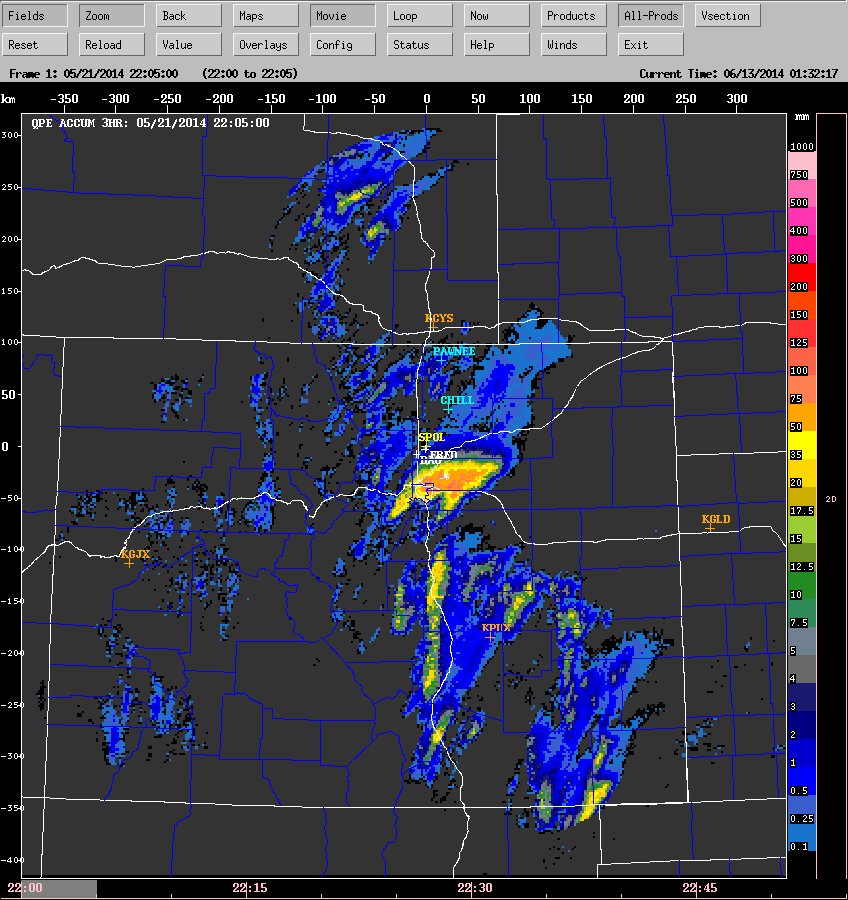 Fields Zoom Back Maps Movie Loop Now Products All-Prods Vsection
Reset Reload Value Overlays Config Status Help Winds Exit
Frame 1: 05/21/2014 22:05:00 (22:00 to 22:05) Current Time: 06/13/2014 01:32:17
km -350 -300 -250 -200 -150 -100 -50 0 50 100 150 200 250 300 mm
QPE ACCUM 3HR: 05/21/2014 22:05:00
300
250
200
150
100
50
0
-50
-100
-150
-200
-250
-300
-350
-400
KCYS
PAWNEE
CHILL
SPOL
FRED
KGLD
KGJX
KPUX
1000
750
500
400
300
200
150
125
100
75
50
35
20
17.5
15
12.5
10
7.5
5
4
3
2
1
0.5
0.25
0.1
2D
22:00 22:15 22:30 22:45